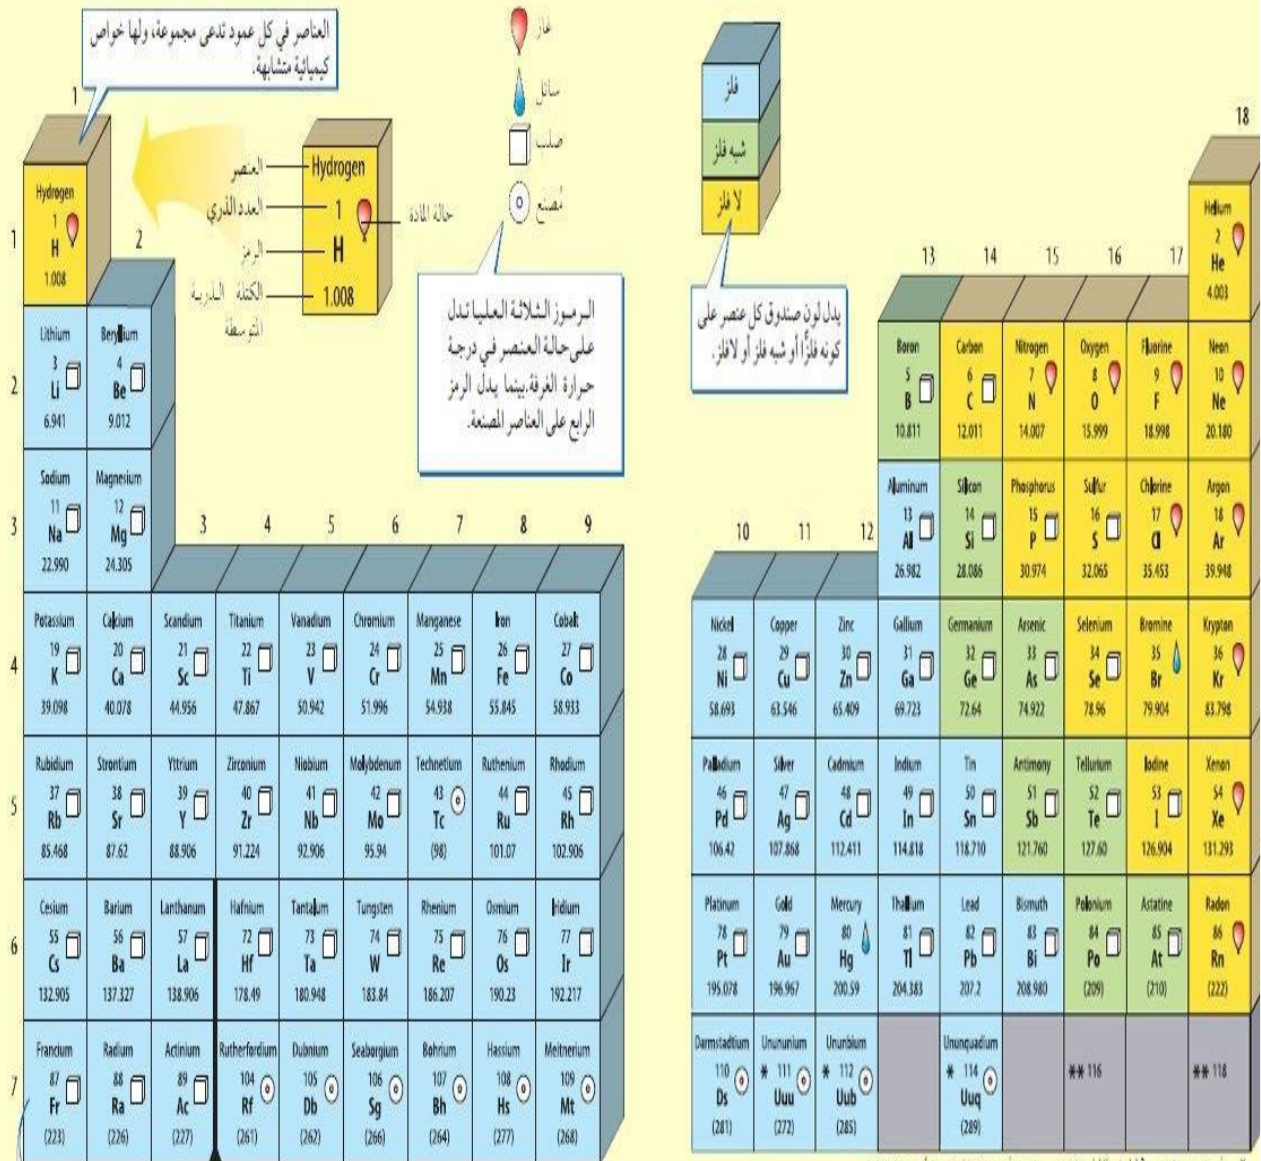 العناصر في كل عمود تدعى مجموعة، ولها خواص
كيميائية متشابهة.
غاز
سائل
صلب
مُصنع
فلز
شبه فلز
لا فلز
العنصر
العدد الذري
الرمز
الكتلة الذرية
المتوسطة
Hydrogen
1
H
1.008
حالة المادة
الرموز الثلاثة العليا تدل
على حالة العنصر في درجة
حرارة الغرفة. بينما يدل الرمز
الرابع على العناصر المصنعة.
يدل لون صندوق كل عنصر على
كونه فلزًا أو شبه فلز أو لافلز.
1 18
Hydrogen Helium
1 2
1 H He
1.008 4.003
2 13 14 15 16 17
Lithium Beryllium Boron Carbon Nitrogen Oxygen Fluorine Neon
3 4 5 6 7 8 9 10
2 Li Be B C N O F Ne
6.941 9.012 10.811 12.011 14.007 15.999 18.998 20.180
Sodium Magnesium Aluminum Silicon Phosphorus Sulfur Chlorine Argon
11 12 13 14 15 16 17 18
3 Na Mg Al Si P S Cl Ar
22.990 24.305 26.982 28.086 30.974 32.065 35.453 39.948
3 4 5 6 7 8 9 10 11 12
Potassium Calcium Scandium Titanium Vanadium Chromium Manganese Iron Cobalt Nickel Copper Zinc Gallium Germanium Arsenic Selenium Bromine Krypton
19 20 21 22 23 24 25 26 27 28 29 30 31 32 33 34 35 36
4 K Ca Sc Ti V Cr Mn Fe Co Ni Cu Zn Ga Ge As Se Br Kr
39.098 40.078 44.956 47.867 50.942 51.996 54.938 55.845 58.933 58.693 63.546 65.409 69.723 72.64 74.922 78.96 79.904 83.798
Rubidium Strontium Yttrium Zirconium Niobium Molybdenum Technetium Ruthenium Rhodium Palladium Silver Cadmium Indium Tin Antimony Tellurium Iodine Xenon
37 38 39 40 41 42 43 44 45 46 47 48 49 50 51 52 53 54
5 Rb Sr Y Zr Nb Mo Tc Ru Rh Pd Ag Cd In Sn Sb Te I Xe
85.468 87.62 88.906 91.224 92.906 95.94 (98) 101.07 102.906 106.42 107.868 112.411 114.818 118.710 121.760 127.60 126.904 131.293
Cesium Barium Lanthanum Hafnium Tantalum Tungsten Rhenium Osmium Iridium Platinum Gold Mercury Thallium Lead Bismuth Polonium Astatine Radon
55 56 57 72 73 74 75 76 77 78 79 80 81 82 83 84 85 86
6 Cs Ba La Hf Ta W Re Os Ir Pt Au Hg Tl Pb Bi Po At Rn
132.905 137.327 138.906 178.49 180.948 183.84 186.207 190.23 192.217 195.078 196.967 200.59 204.383 207.2 208.980 (209) (210) (222)
Francium Radium Actinium Rutherfordium Dubnium Seaborgium Bohrium Hassium Meitnerium Darmstadtium Unununium Ununbium Ununquadium
87 88 89 104 105 106 107 108 109 110 * 111 * 112 * 114 ** 116 ** 118
7 Fr Ra Ac Rf Db Sg Bh Hs Mt Ds Uuu Uub Uuq
(223) (226) (227) (261) (262) (266) (264) (277) (268) (281) (272) (285) (289)